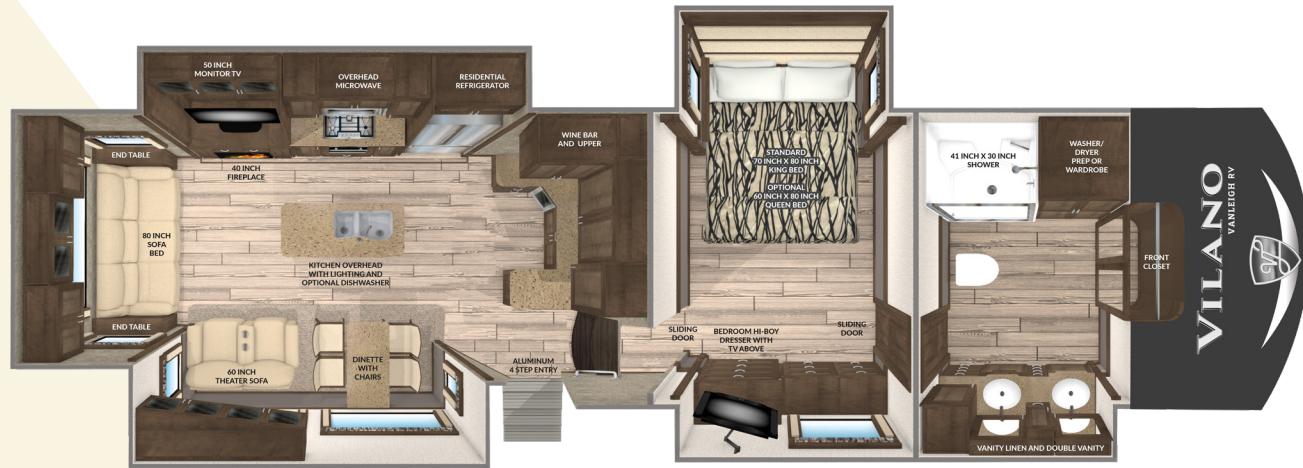 50 INCH
MONITOR TV
OVERHEAD
MICROWAVE
RESIDENTIAL
REFRIGERATOR
END TABLE
40 INCH
FIREPLACE
WINE BAR
AND UPPER
80 INCH
SOFA
BED
KITCHEN OVERHEAD
WITH LIGHTING AND
OPTIONAL DISHWASHER
END TABLE
60 INCH
THEATER SOFA
DINETTE
WITH
CHAIRS
ALUMINUM
4 STEP ENTRY
STANDARD
70 INCH X 80 INCH
KING BED
OPTIONAL
60 INCH X 80 INCH
QUEEN BED
SLIDING
DOOR
BEDROOM HI-BOY
DRESSER WITH
TV ABOVE
SLIDING
DOOR
41 INCH X 30 INCH
SHOWER
WASHER/
DRYER
PREP OR
WARDROBE
FRONT
CLOSET
VANITY LINEN AND DOUBLE VANITY
VILANO
VANLEIGH RV